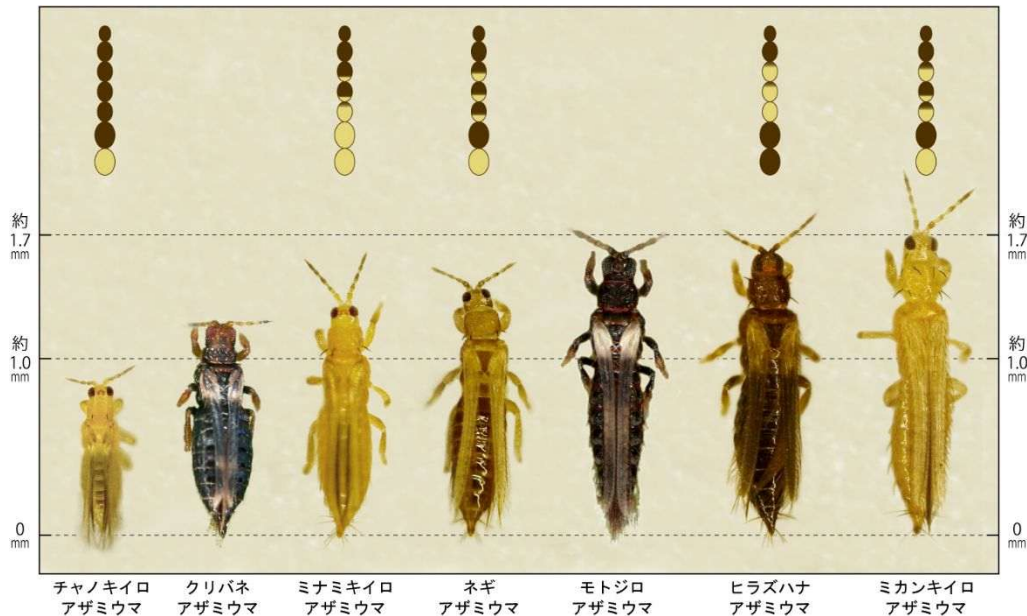 約
1.7
mm
約
1.0
mm
0
mm
約
1.7
mm
約
1.0
mm
0
mm
チャノキイロ
アザミウマ
クリバネ
アザミウマ
ミナミキイロ
アザミウマ
ネギ
アザミウマ
モトジロ
アザミウマ
ヒラズハナ
アザミウマ
ミカンキイロ
アザミウマ